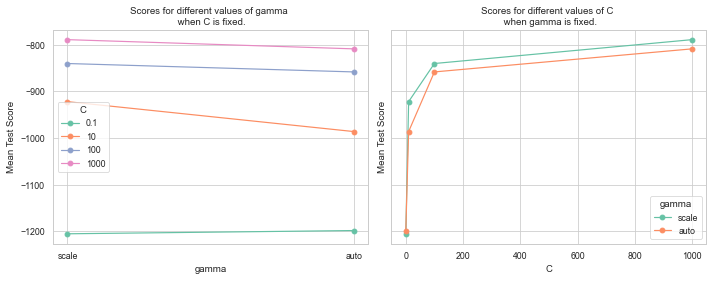 Scores for different values of gamma
when C is fixed.
Mean Test Score
−800
−900
−1000
−1100
−1200
C
0.1
10
100
1000
scale
auto
gamma
Scores for different values of C
when gamma is fixed.
Mean Test Score
gamma
scale
auto
0
200
400
600
800
1000
C